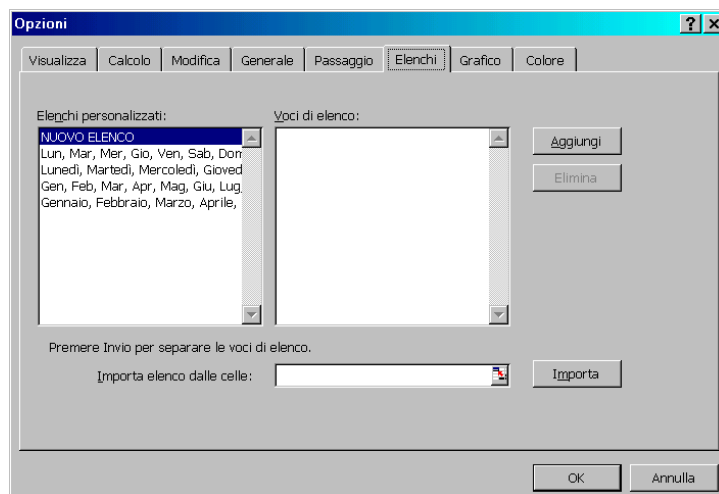 Opzioni
Visualizza Calcolo Modifica Generale Passaggio Elenchi Grafico Colore
Elenchi personalizzati: Voci di elenco:
NUOVO ELENCO
Lun, Mar, Mer, Gio, Ven, Sab, Dom
Lunedì, Martedì, Mercoledì, Gioved
Gen, Feb, Mar, Apr, Mag, Giu, Lug,
Gennaio, Febbraio, Marzo, Aprile,
Aggiungi
Elimina
Premere Invio per separare le voci di elenco.
Importa elenco dalle celle: Importa
OK Annulla